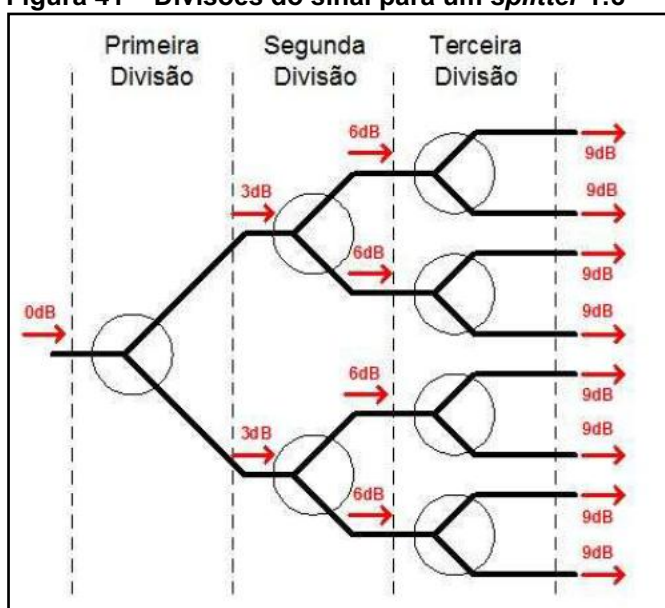 Figura 41 – Divisões do sinal para um splitter 1:8
Primeira Divisão
Segunda Divisão
Terceira Divisão
0dB
3dB
3dB
6dB
6dB
6dB
6dB
9dB
9dB
9dB
9dB
9dB
9dB
9dB
9dB